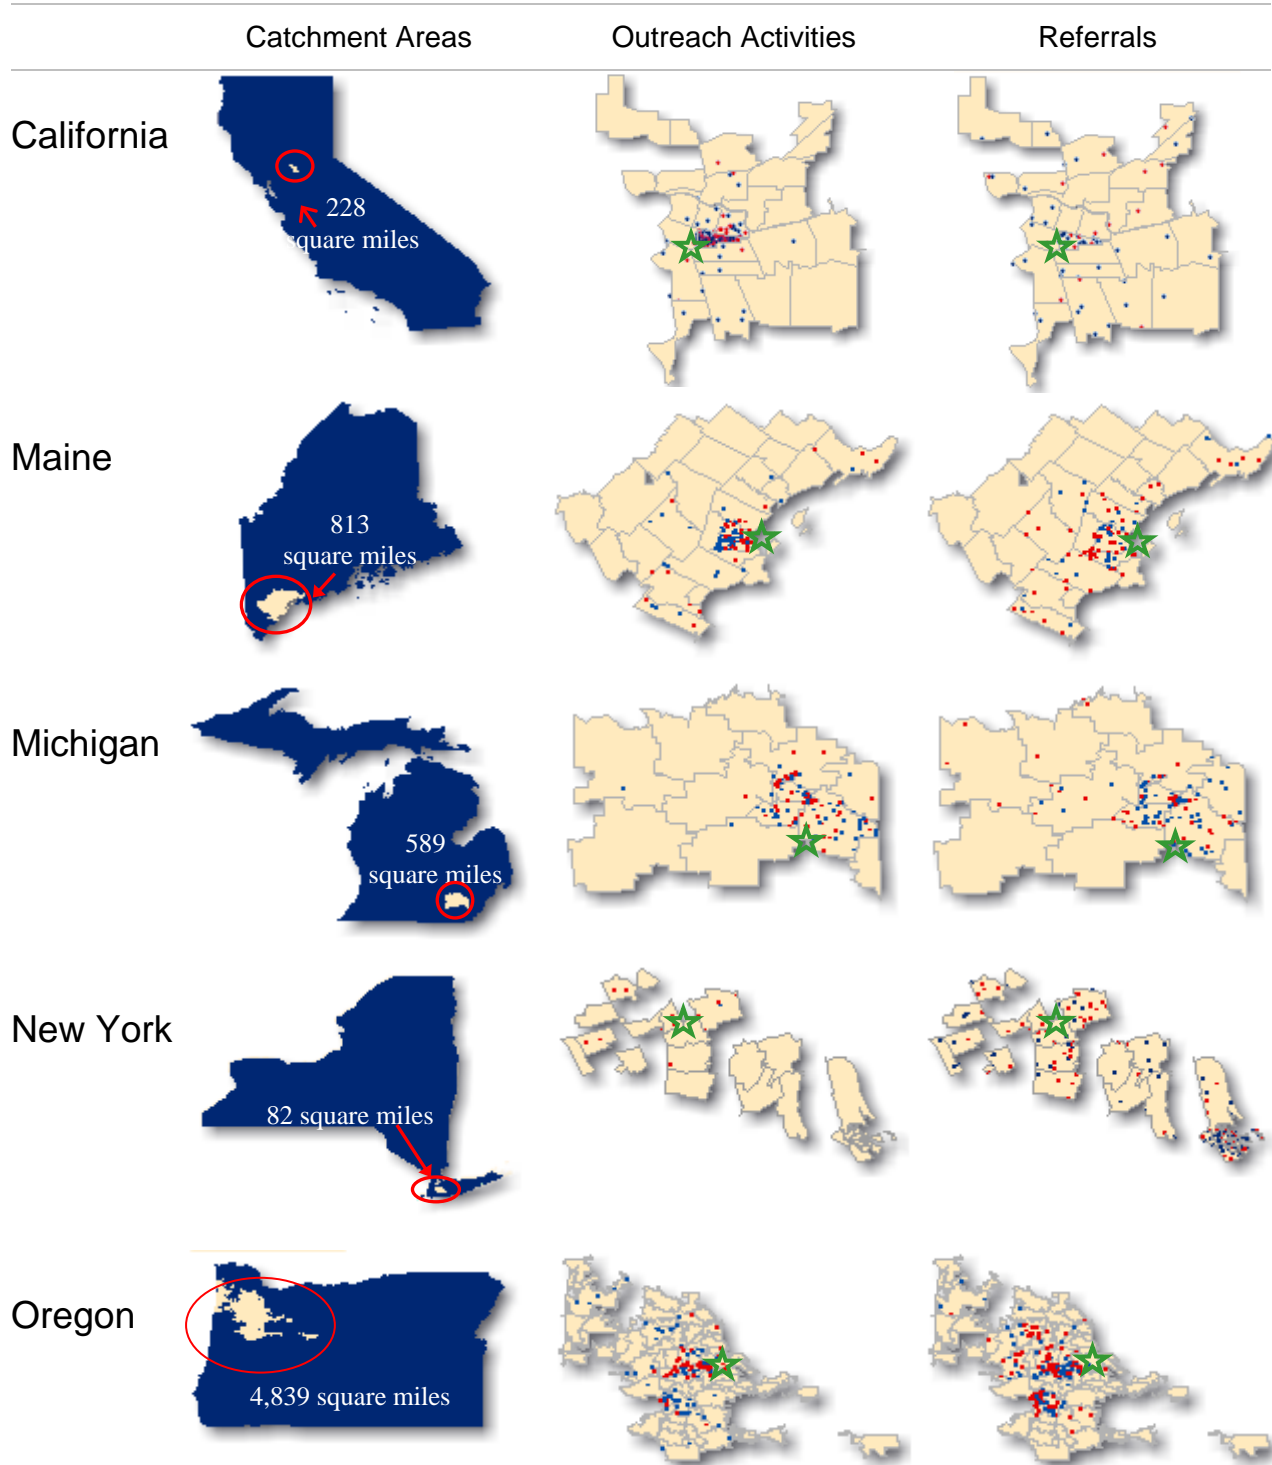 Catchment Areas
Outreach Activities
Referrals
California
228
square miles
Maine
813
square miles
Michigan
589
square miles
New York
82 square miles
Oregon
4,839 square miles